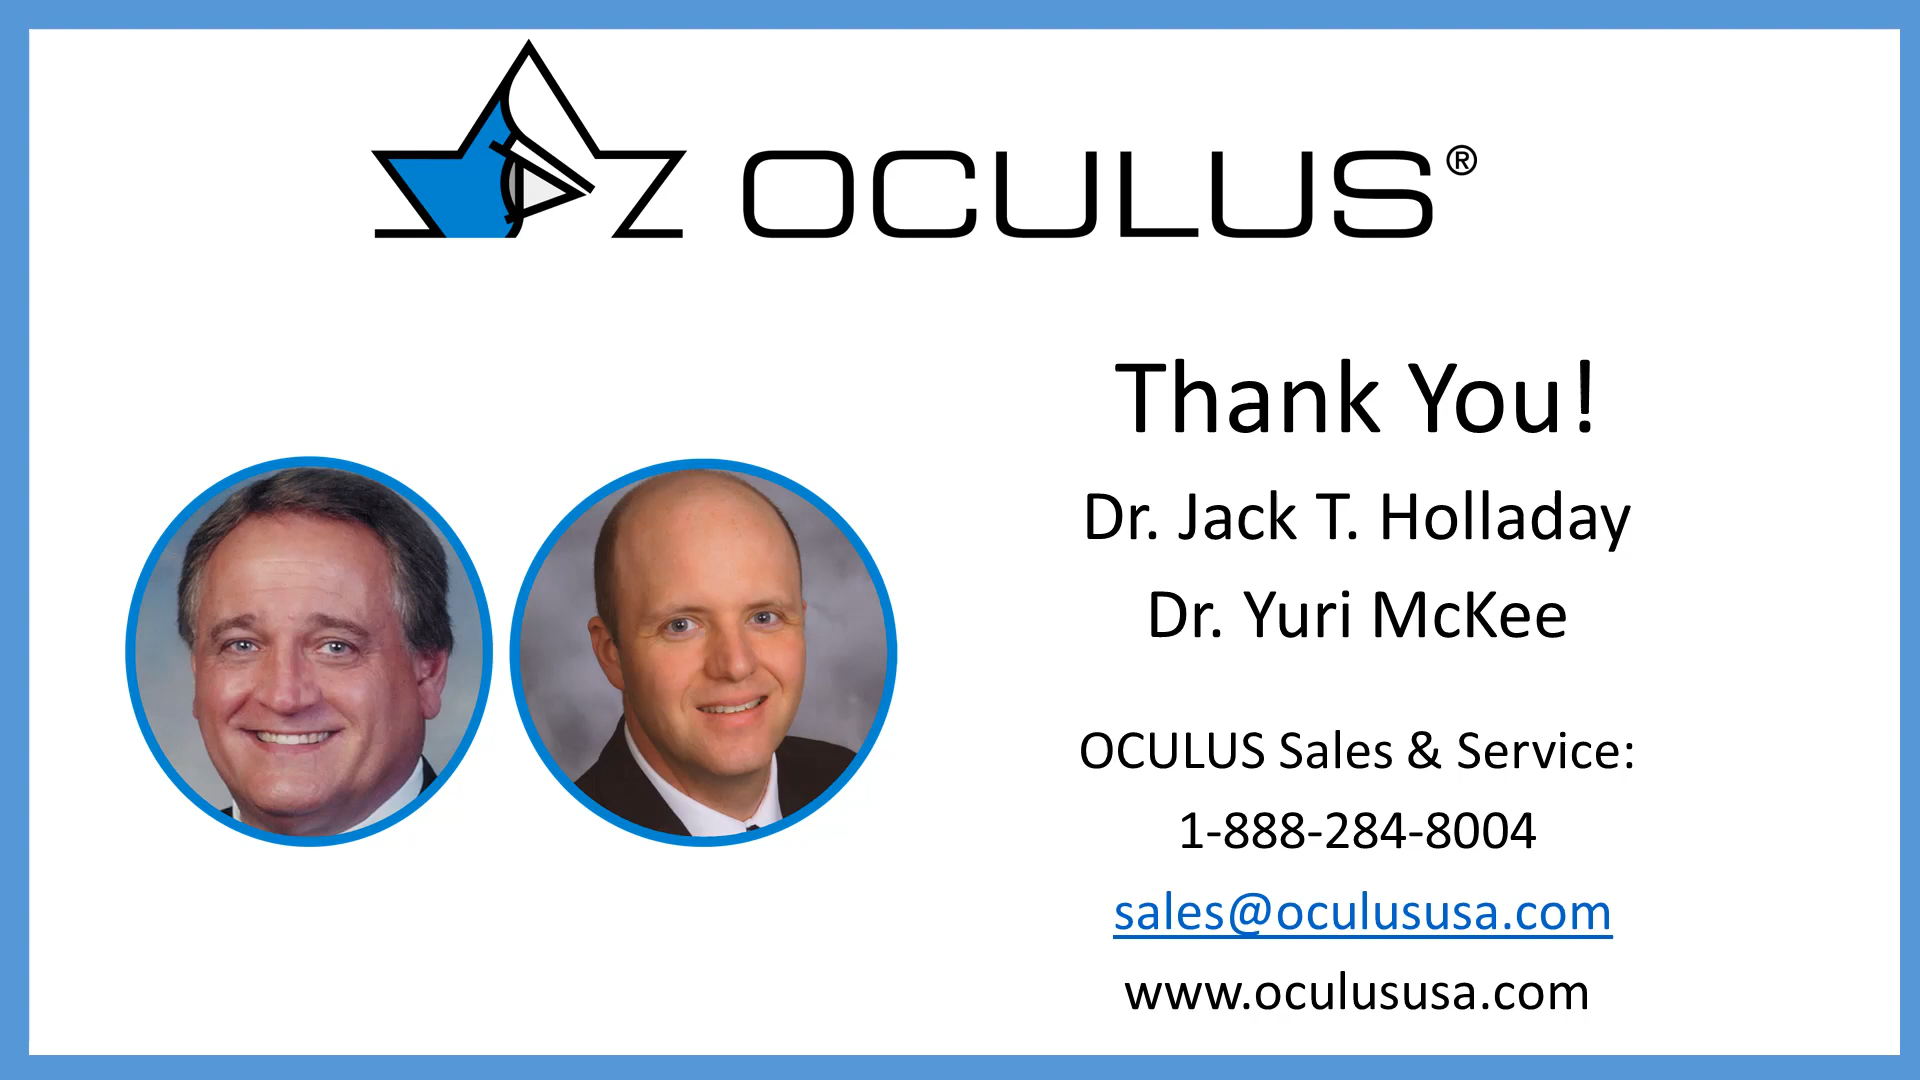 OCULUS®
Thank You!
Dr. Jack T. Holladay
Dr. Yuri McKee
OCULUS Sales & Service:
1-888-284-8004
sales@oculususa.com
www.oculususa.com